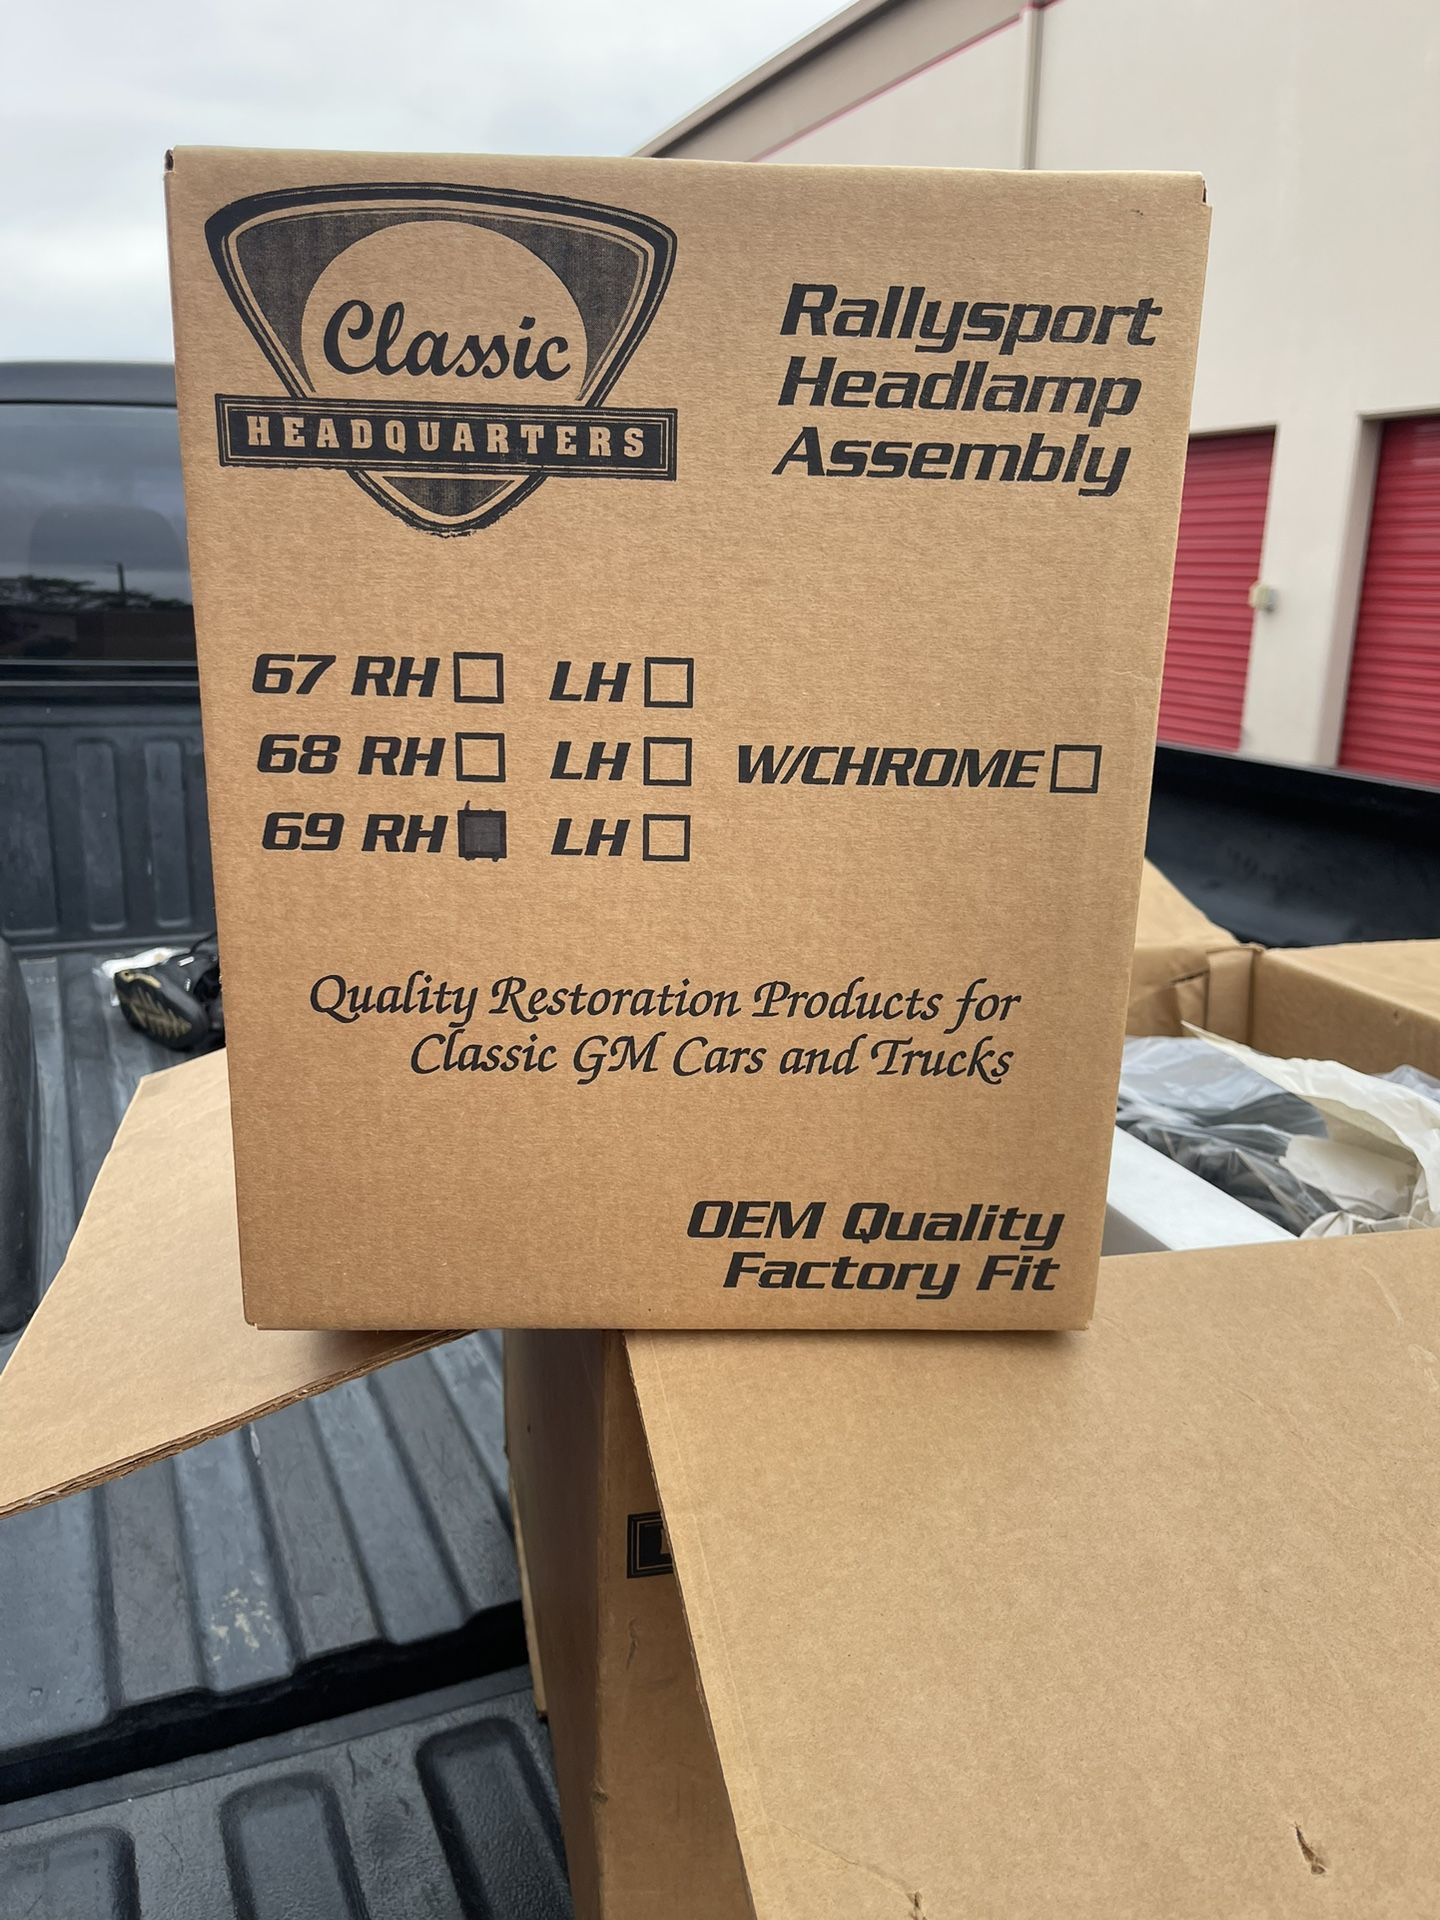 Classic
HEADQUARTERS
Rallysport
Headlamp
Assembly
67 RH LH
68 RH LH W/CHROME
69 RH LH
Quality Restoration Products for
Classic GM Cars and Trucks
OEM Quality
Factory Fit